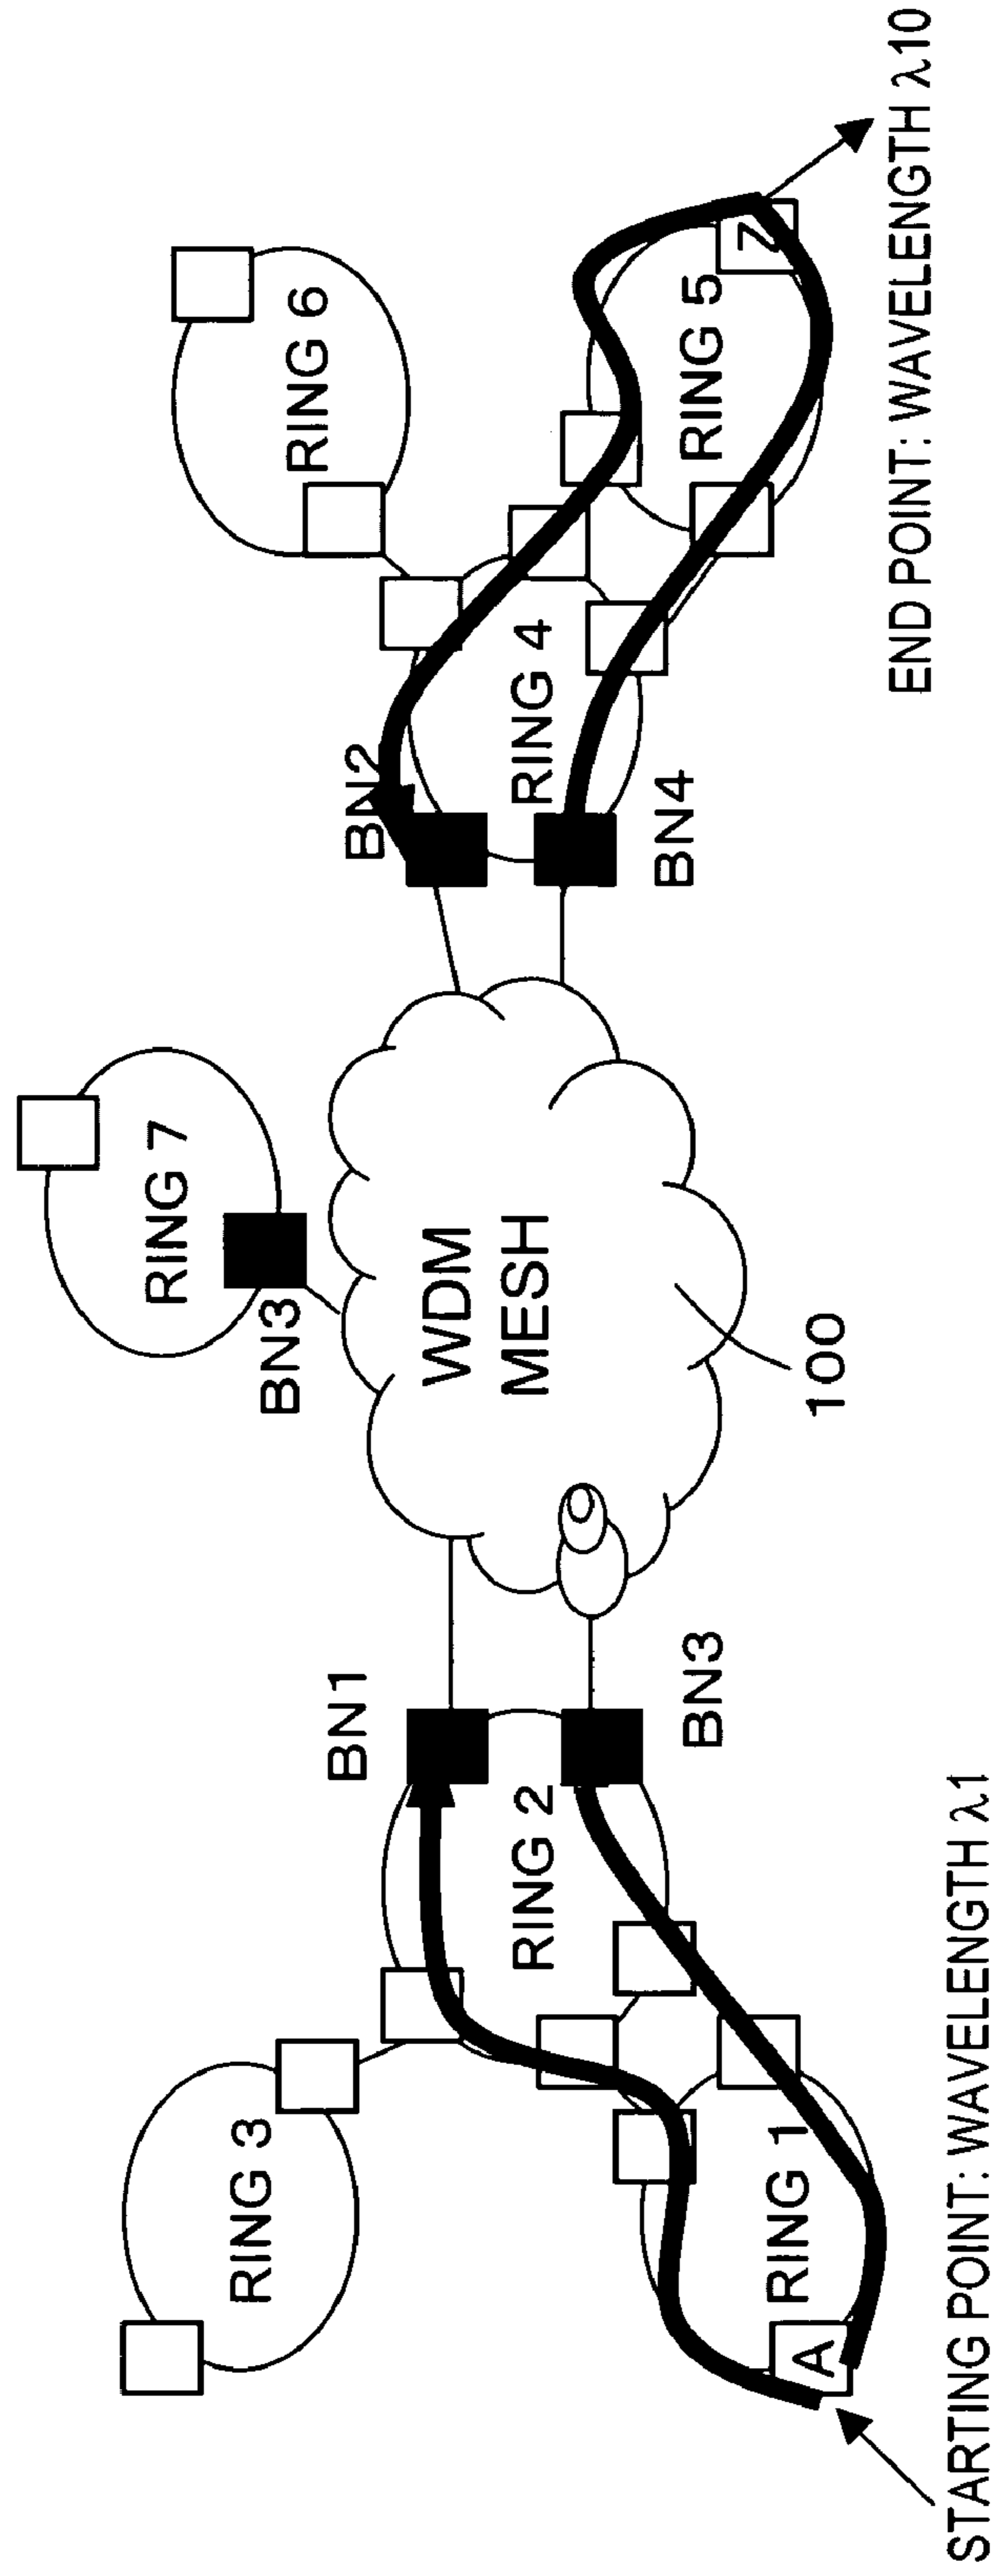 RING 3
RING 7
RING 6
BN1
BN3
BN2
RING 2
WDM
MESH
RING 4
BN3
BN4
RING 1
A
100
RING 5
Z
STARTING POINT: WAVELENGTH λ1
END POINT: WAVELENGTH λ10